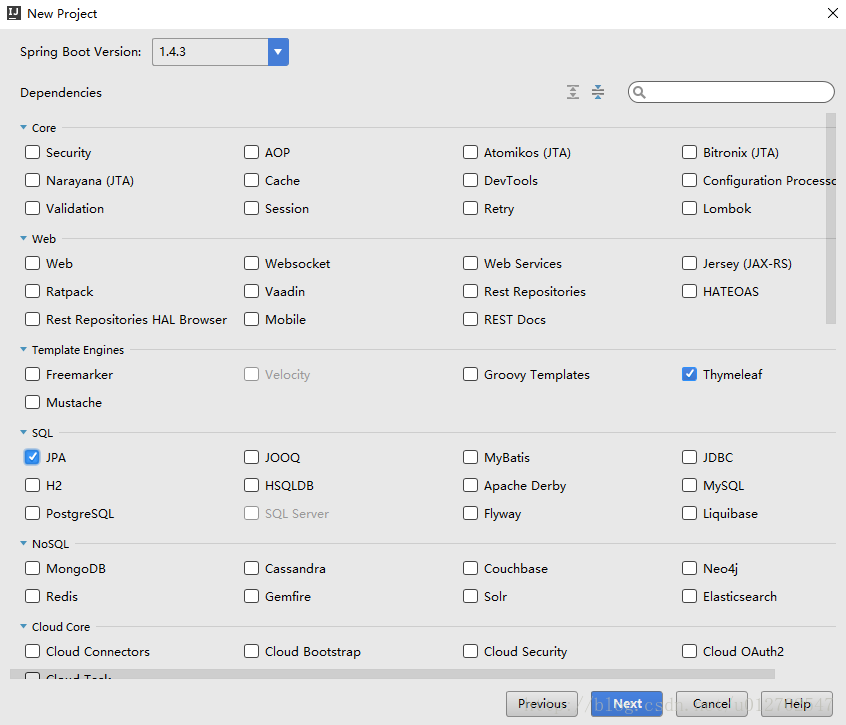 New Project
Spring Boot Version: 1.4.3
Dependencies
Core
Security AOP Atomikos (JTA) Bitronix (JTA)
Narayana (JTA) Cache DevTools Configuration Processo
Validation Session Retry Lombok
Web
Web Websocket Web Services Jersey (JAX-RS)
Ratpack Vaadin Rest Repositories HATEOAS
Rest Repositories HAL Browser Mobile REST Docs
Template Engines
Freemarker Velocity Groovy Templates Thymeleaf
Mustache
SQL
JPA JOOQ MyBatis JDBC
H2 HSQLDB Apache Derby MySQL
PostgreSQL SQL Server Flyway Liquibase
NoSQL
MongoDB Cassandra Couchbase Neo4j
Redis Gemfire Solr Elasticsearch
Cloud Core
Cloud Connectors Cloud Bootstrap Cloud Security Cloud OAuth2
Cloud Task
Previous Next Cancel Help